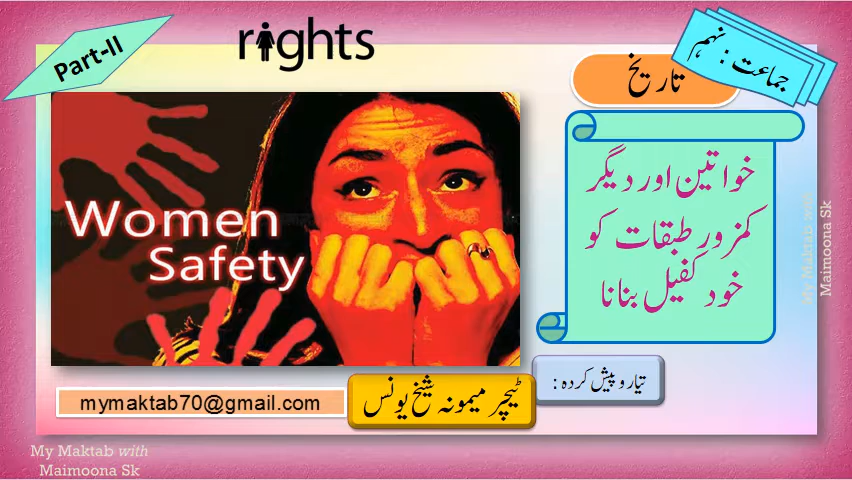 Part-II
rights
جماعت : نہم
تاریخ
خواتین اور دیگر
کمزور طبقات کو
خود کفیل بنانا
Women
Safety
تیار و پیش کردہ :
ٹیچر میمونہ شیخ یونس
mymaktab70@gmail.com
My Maktab with
Maimoona Sk
My Maktab with
Maimoona Sk